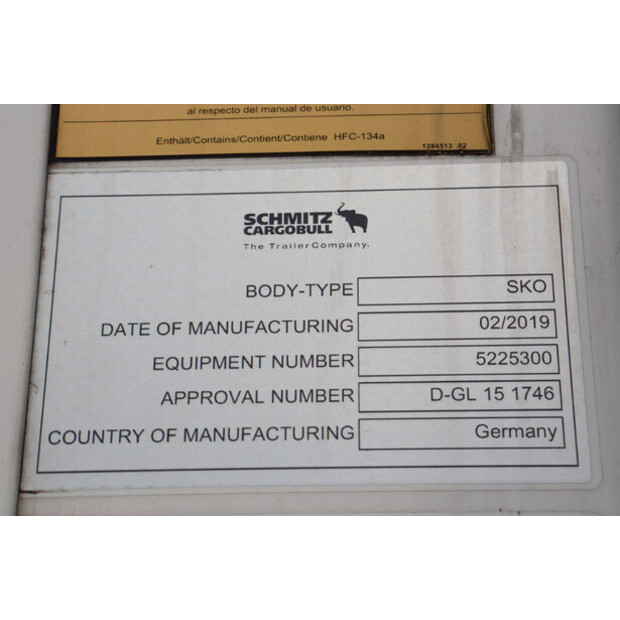 al respecto del manual de usuario.
Enthält/Contains/Contient/Contiene HFC-134a
1284513 .02
SCHMITZ
CARGOBULL
The TrailerCompany.
BODY-TYPE SKO
DATE OF MANUFACTURING 02/2019
EQUIPMENT NUMBER 5225300
APPROVAL NUMBER D-GL 15 1746
COUNTRY OF MANUFACTURING Germany